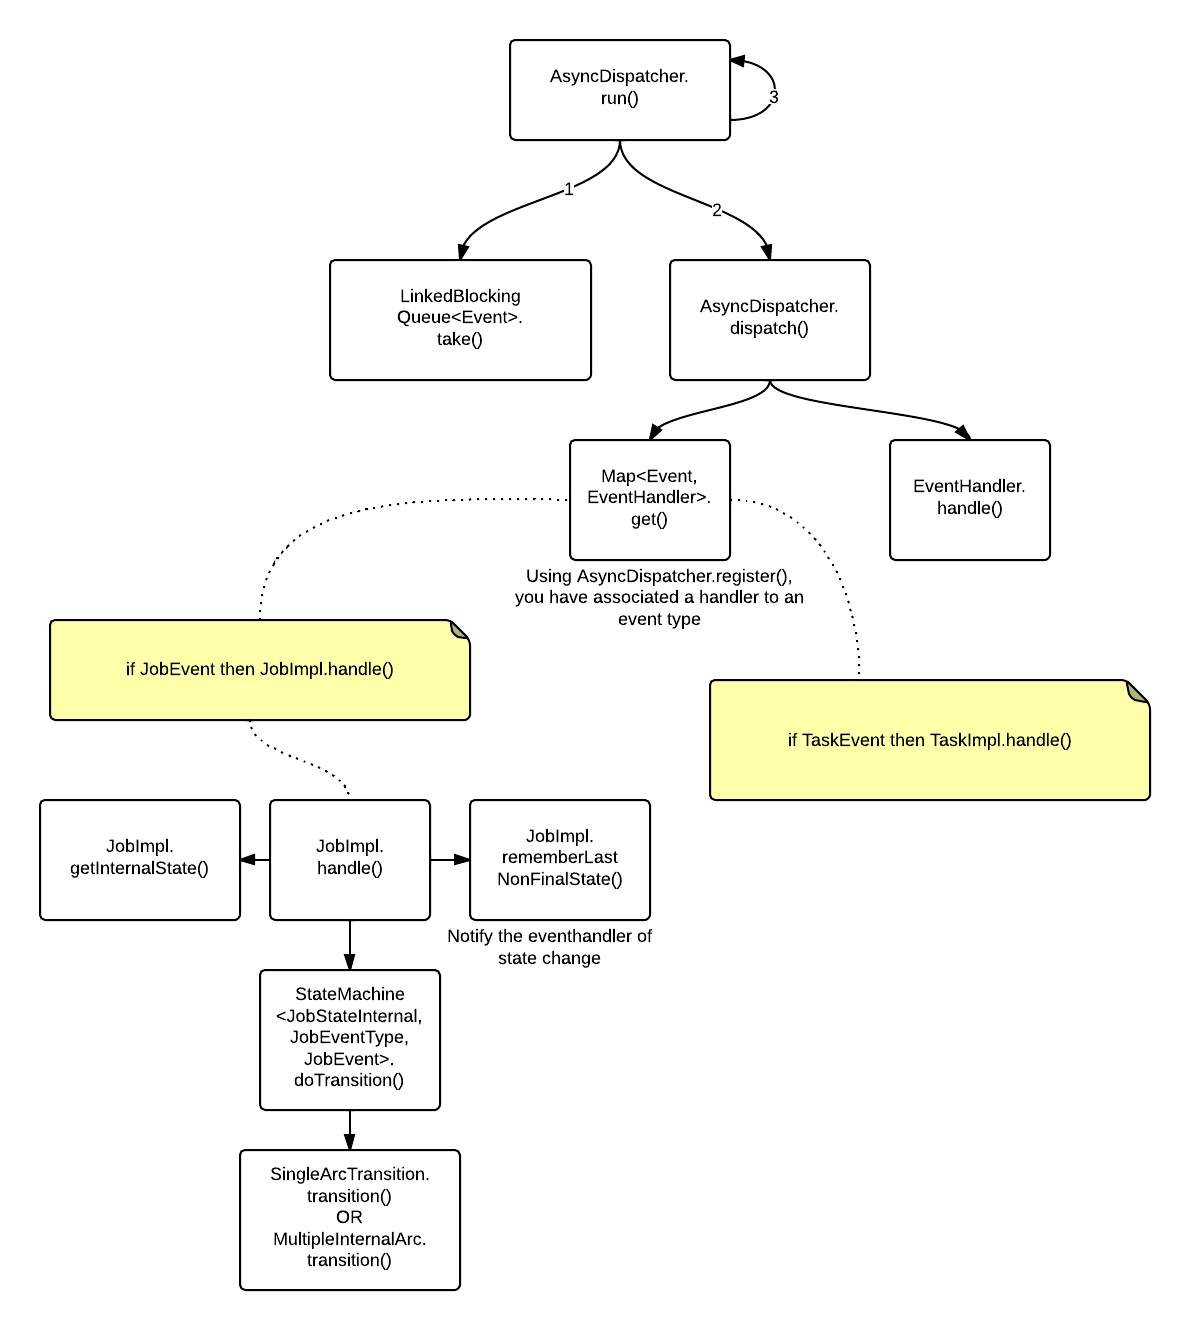 AsyncDispatcher.
run()
3
1
2
LinkedBlocking
Queue<Event>.
take()
AsyncDispatcher.
dispatch()
Map<Event,
EventHandler>.
get()
EventHandler.
handle()
Using AsyncDispatcher.register(),
you have associated a handler to an
event type
if JobEvent then JobImpl.handle()
if TaskEvent then TaskImpl.handle()
JobImpl.
getInternalState()
JobImpl.
handle()
JobImpl.
rememberLast
NonFinalState()
Notify the eventhandler of
state change
StateMachine
<JobStateInternal,
JobEventType,
JobEvent>.
doTransition()
SingleArcTransition.
transition()
OR
MultipleInternalArc.
transition()